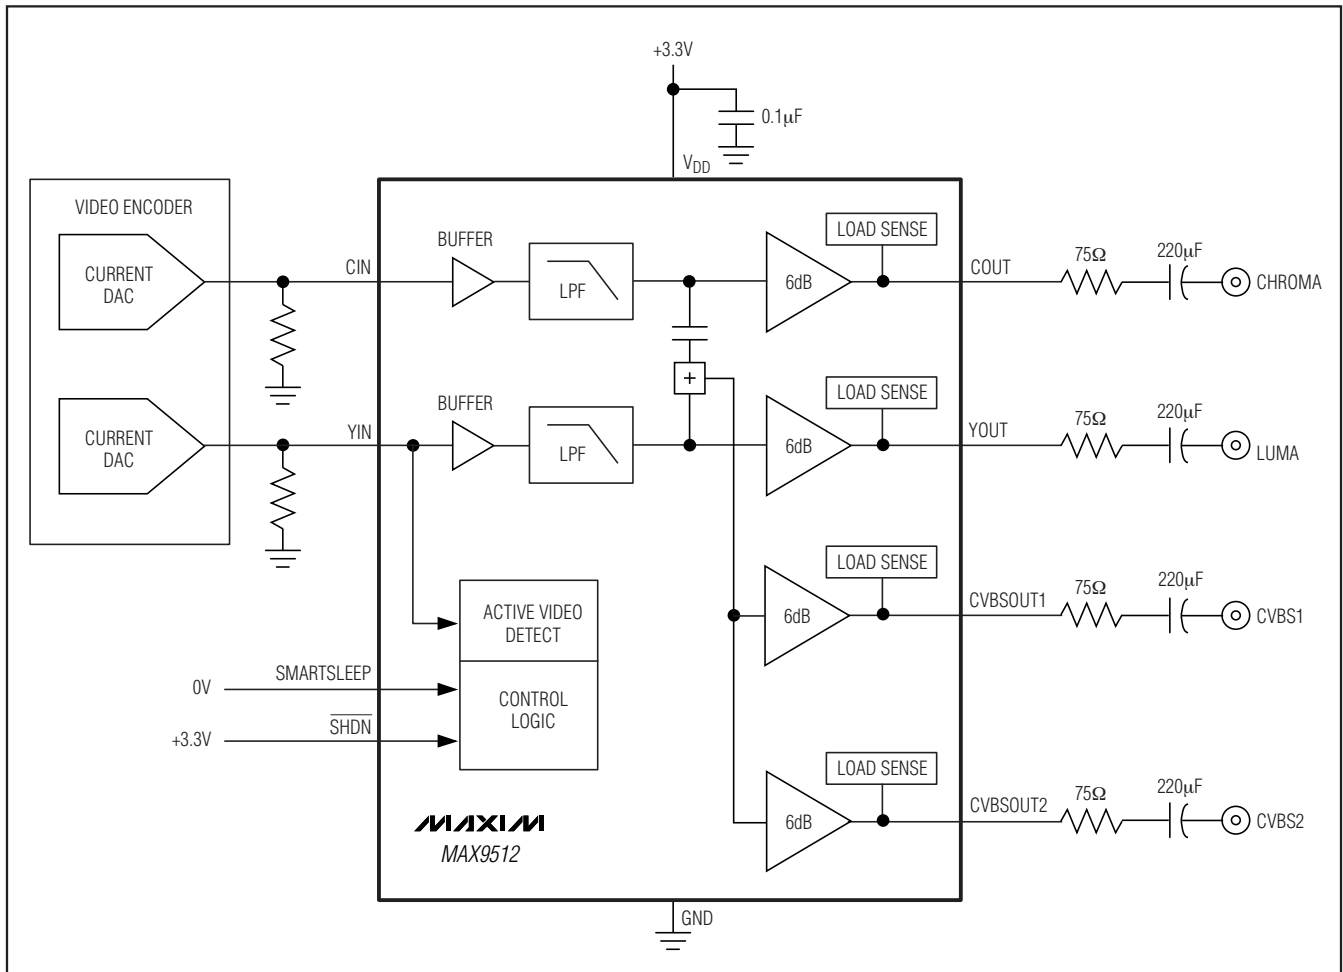 +3.3V
0.1µF
VDD
VIDEO ENCODER
CURRENT
DAC
CIN
BUFFER
LPF
6dB
LOAD SENSE
COUT
75Ω
220µF
CHROMA
+
CURRENT
DAC
YIN
BUFFER
LPF
6dB
LOAD SENSE
YOUT
75Ω
220µF
LUMA
ACTIVE VIDEO
DETECT
6dB
LOAD SENSE
CVBSOUT1
75Ω
220µF
CVBS1
0V
SMARTSLEEP
CONTROL
LOGIC
+3.3V
SHDN
6dB
LOAD SENSE
CVBSOUT2
75Ω
220µF
CVBS2
MAXIM
MAX9512
GND